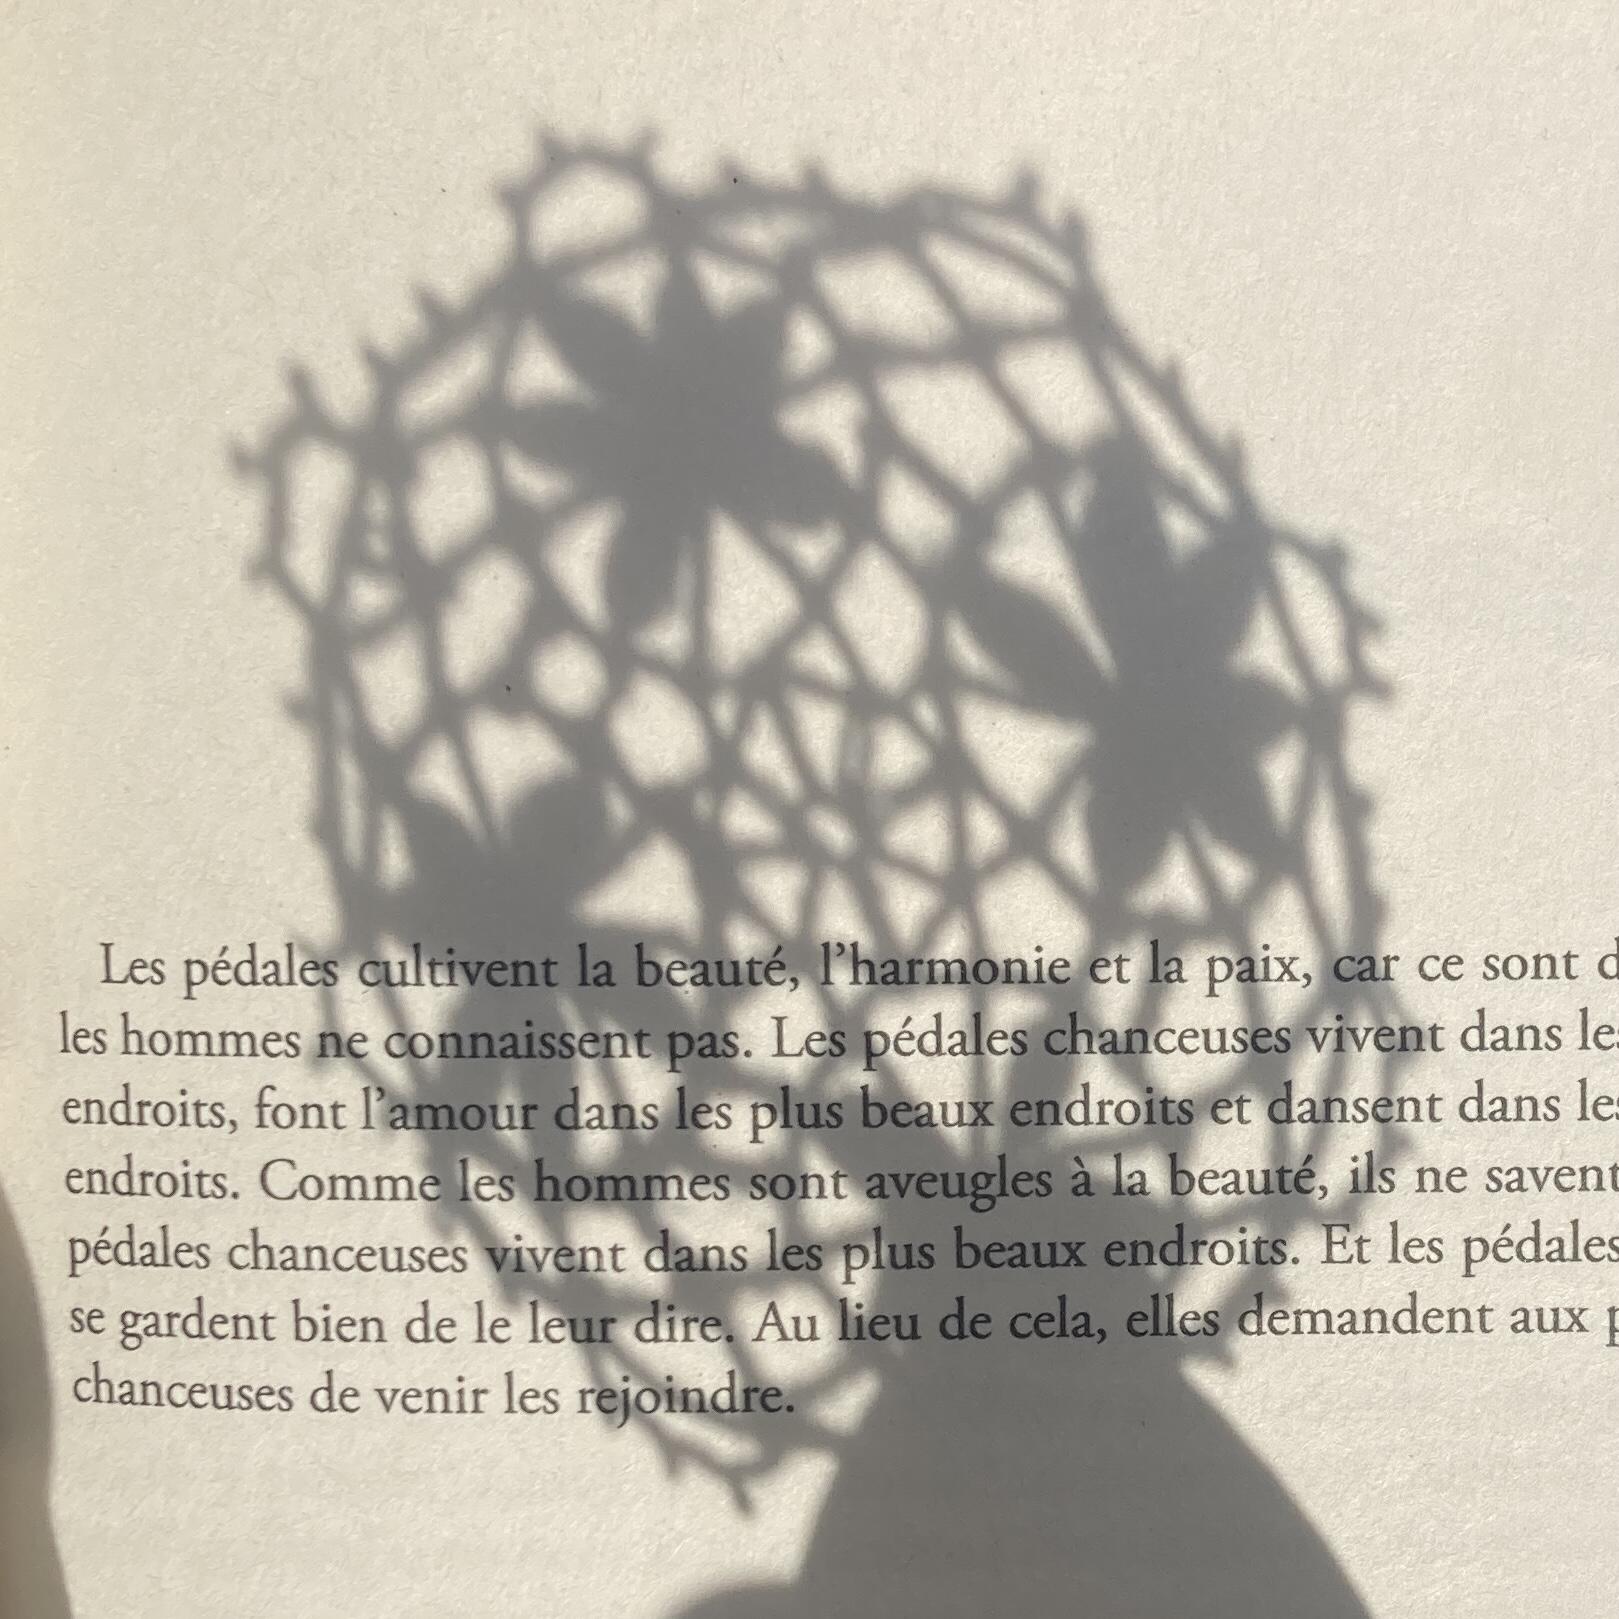 Les pédales cultivent la beauté, l'harmonie et la paix, car ce sont
les hommes ne connaissent pas. Les pédales chanceuses vivent dans
endroits, font l'amour dans les plus beaux endroits et dansent dans
endroits. Comme les hommes sont aveugles à la beauté, ils ne savent
pédales chanceuses vivent dans les plus beaux endroits. Et les pédales
se gardent bien de le leur dire. Au lieu de cela, elles demandent aux
chanceuses de venir les rejoindre.